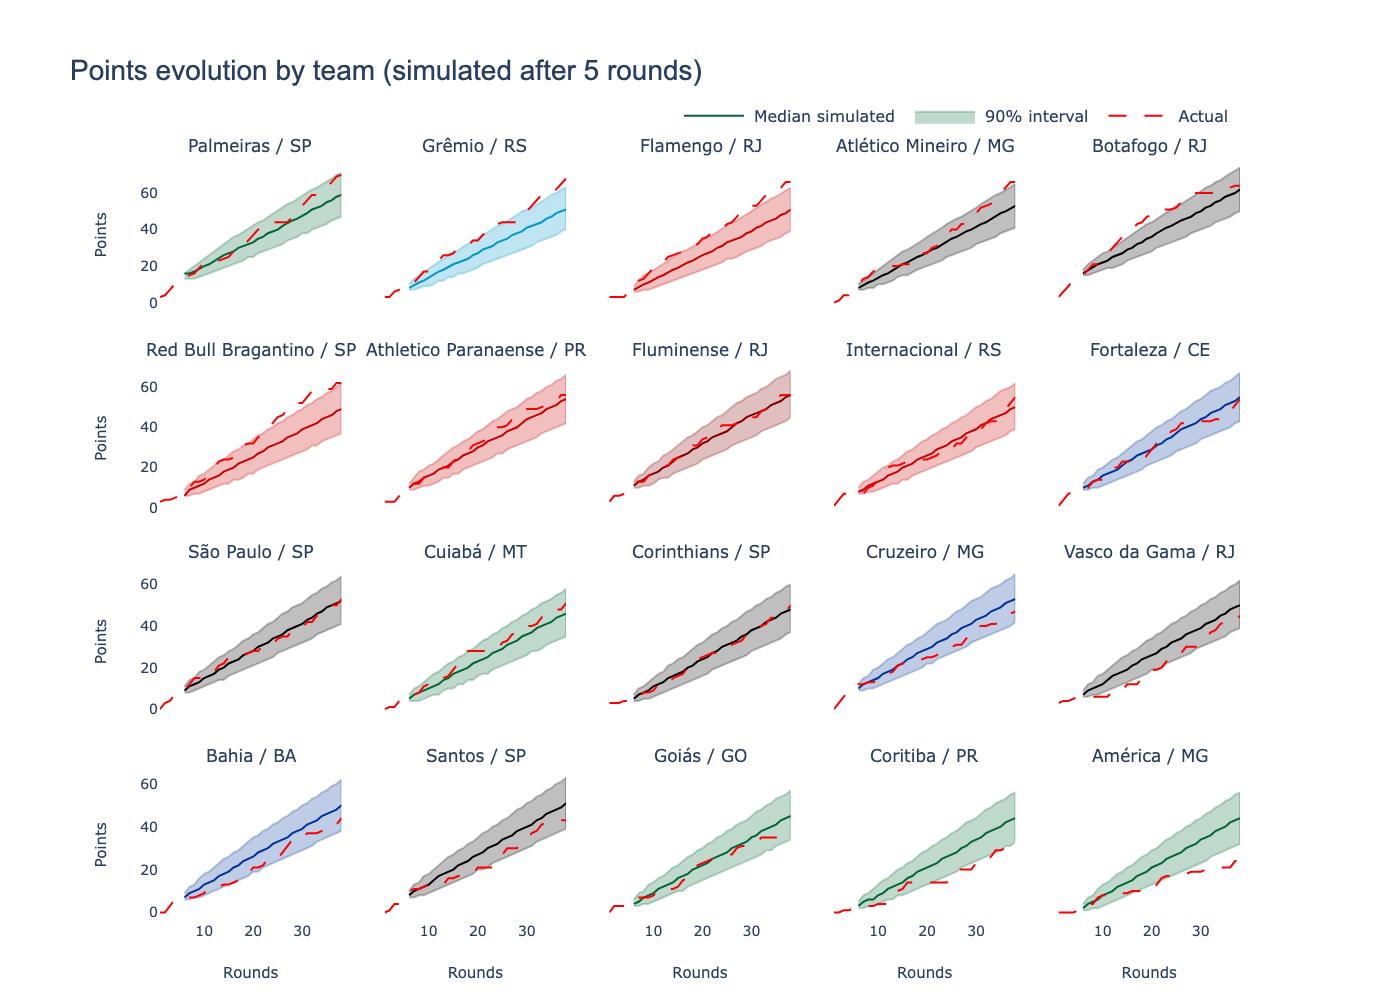 Points evolution by team (simulated after 5 rounds)
Median simulated 90% interval Actual
Palmeiras / SP Grêmio / RS Flamengo / RJ Atlético Mineiro / MG Botafogo / RJ
60
40
20
0
Points
Red Bull Bragantino / SP Athletico Paranaense / PR Fluminense / RJ Internacional / RS Fortaleza / CE
60
40
20
0
Points
São Paulo / SP Cuiabá / MT Corinthians / SP Cruzeiro / MG Vasco da Gama / RJ
60
40
20
0
Points
Bahia / BA Santos / SP Goiás / GO Coritiba / PR América / MG
60
40
20
0
Points
10 20 30 10 20 30 10 20 30 10 20 30 10 20 30
Rounds Rounds Rounds Rounds Rounds